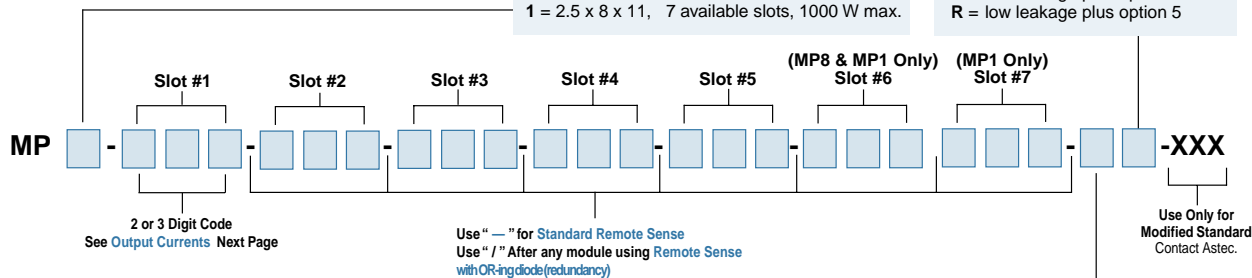 1 = 2.5 x 8 x 11, 7 available slots, 1000 W max.
R = low leakage plus option 5
(MP8 & MP1 Only) (MP1 Only)
Slot #1 Slot #2 Slot #3 Slot #4 Slot #5 Slot #6 Slot #7
MP - - - - - - - -XXX
2 or 3 Digit Code
See Output Currents Next Page
Use “ — ” for Standard Remote Sense
Use “ / ” After any module using Remote Sense
with OR-ing diode (redundancy)
Use Only for
Modified Standard
Contact Astec.